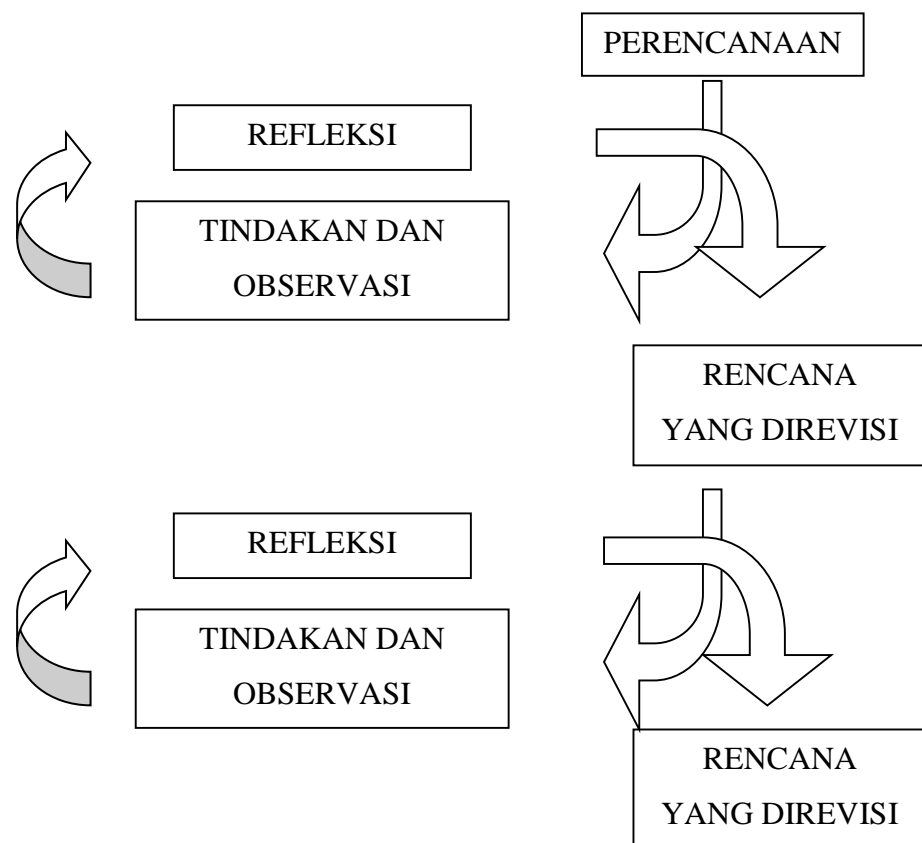 PERENCANAAN
REFLEKSI
TINDAKAN DAN
OBSERVASI
RENCANA
YANG DIREVISI
REFLEKSI
TINDAKAN DAN
OBSERVASI
RENCANA
YANG DIREVISI